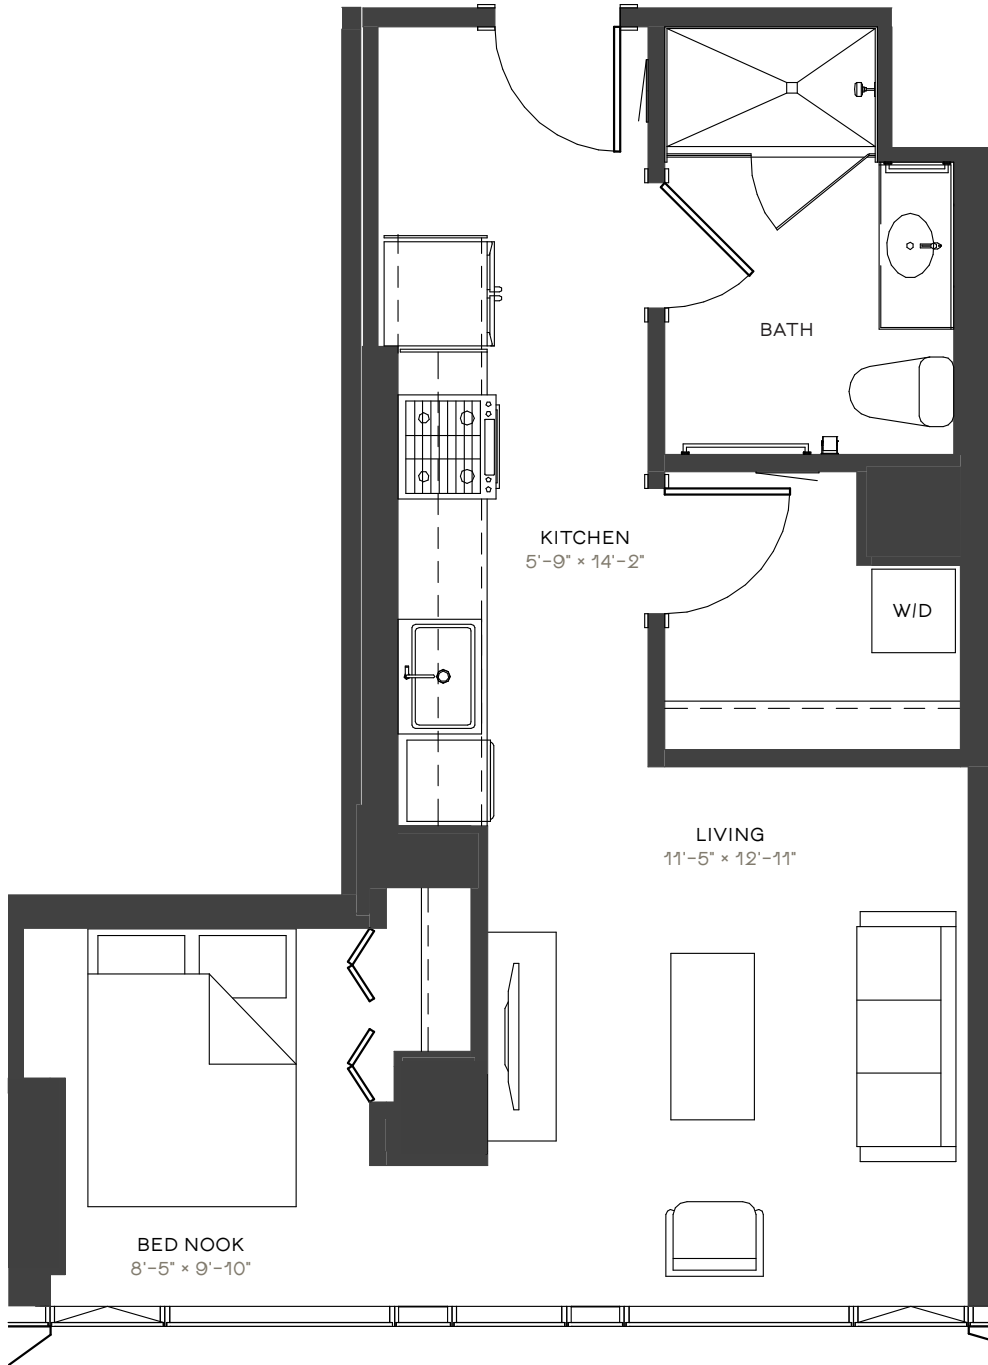 BATH
KITCHEN
5'-9" × 14'-2"
W/D
LIVING
11'-5" × 12'-11"
BED NOOK
8'-5" × 9'-10"